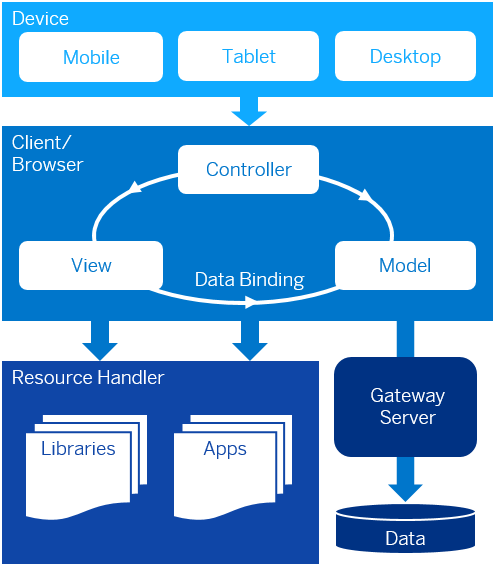 Device
Mobile
Tablet
Desktop
Client/
Browser
Controller
View
Data Binding
Model
Resource Handler
Libraries
Apps
Gateway
Server
Data